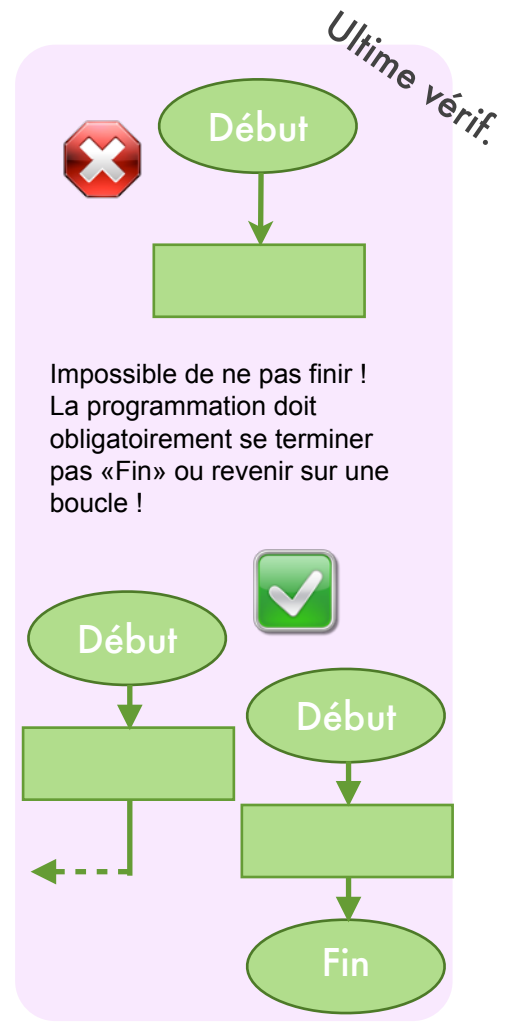 Ultime vérif.
Début
Impossible de ne pas finir !
La programmation doit
obligatoirement se terminer
pas «Fin» ou revenir sur une
boucle !
Début
Début
Fin